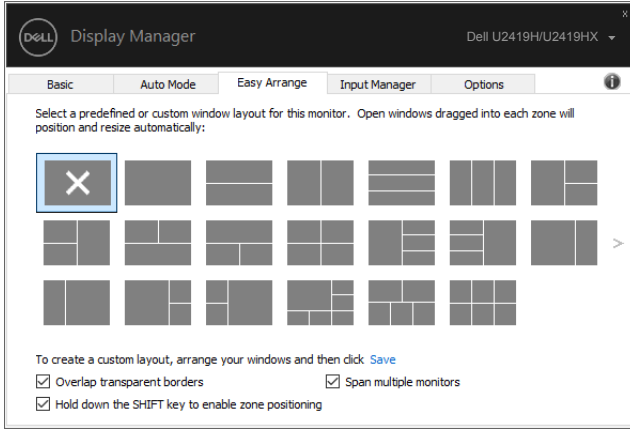 DELL Display Manager
Dell U2419H/U2419HX
Basic Auto Mode Easy Arrange Input Manager Options
Select a predefined or custom window layout for this monitor. Open windows dragged into each zone will
position and resize automatically:
To create a custom layout, arrange your windows and then click Save
Overlap transparent borders Span multiple monitors
Hold down the SHIFT key to enable zone positioning